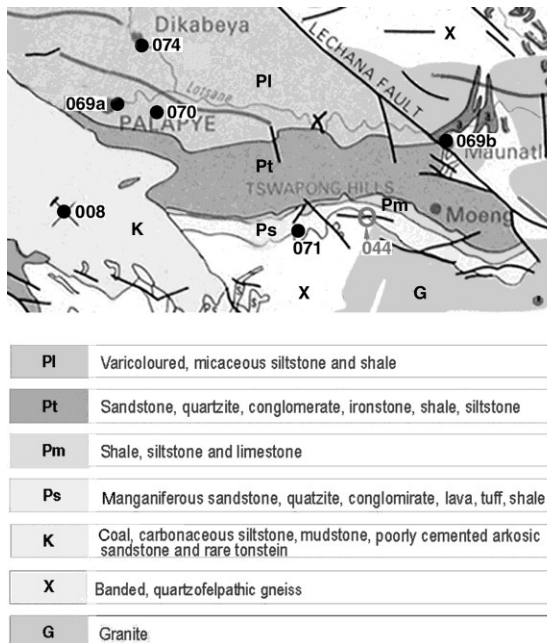 Dikabeya
074
LECHANA FAULT
X
069a
Lotsane
Pl
070
PALAPYE
069b
Maunatl
Pt
TSWAPONG HILLS
Pm
Moeng
008
K
Ps
071
044
X
G
Pl Varicoloured, micaceous siltstone and shale
Pt Sandstone, quartzite, conglomerate, ironstone, shale, siltstone
Pm Shale, siltstone and limestone
Ps Manganiferous sandstone, quatzite, conglomirate, lava, tuff, shale
K Coal, carbonaceous siltstone, mudstone, poorly cemented arkosic
sandstone and rare tonstein
X Banded, quartzofelpathic gneiss
G Granite